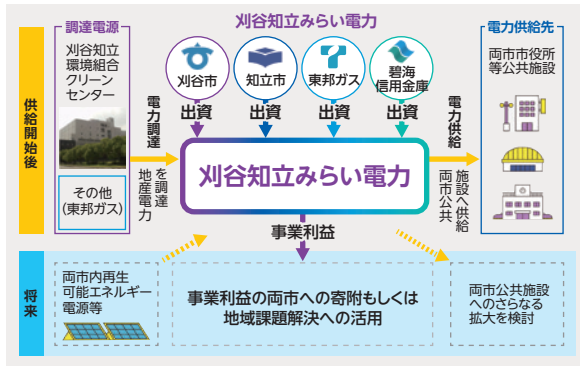 刈谷知立みらい電力
調達電源
刈谷知立
環境組合
クリーン
センター
その他
(東邦ガス)
供給開始後
電力調達
地産電力
を調達
刈谷市
知立市
東邦ガス
碧海
信用金庫
出資
出資
出資
出資
刈谷知立みらい電力
電力供給
両市公共
施設へ供給
電力供給先
両市市役所
等公共施設
事業利益
将来
両市内再生
可能エネルギー
電源等
事業利益の両市への寄附もしくは
地域課題解決への活用
両市公共施設
へのさらなる
拡大を検討